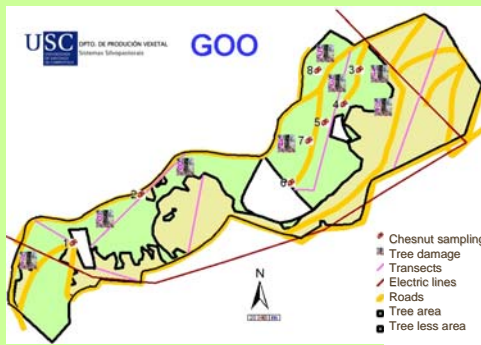 USC
DPTO. DE PRODUCIÓN VEXETAL
Sistemas Silvopastorais
GOO
8
3
4
5
7
6
2
1
N
Chesnut sampling
Tree damage
Transects
Electric lines
Roads
Tree area
Tree less area